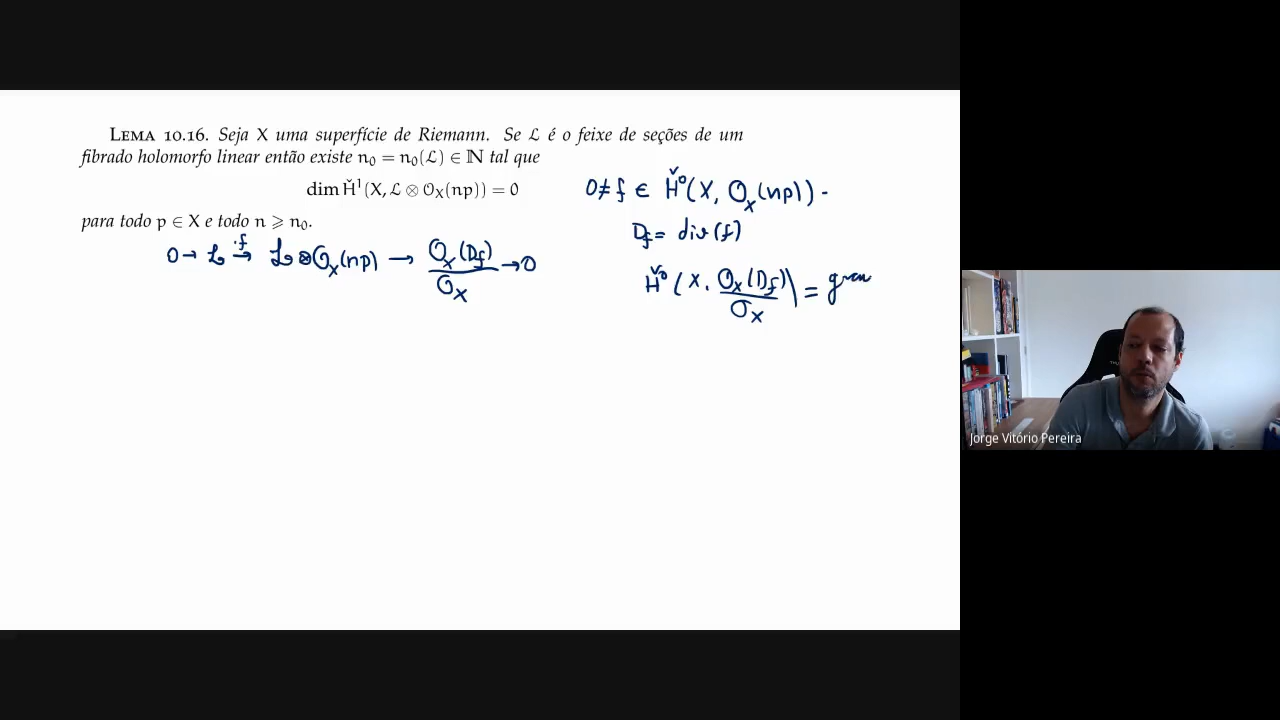 LEMA 10.16. Seja X uma superfície de Riemann. Se ℒ é o feixe de seções de um
fibrado holomorfo linear então existe n₀ = n₀(ℒ) ∈ ℕ tal que
dim Ȟ¹(X, ℒ ⊗ 𝒪_X(np)) = 0
para todo p ∈ X e todo n ⩾ n₀.
0 → ℒ —·f→ ℒ ⊗ 𝒪_X(np) → 𝒪_X(D_f) / 𝒪_X → 0
0 ≠ f ∈ Ȟ⁰(X, 𝒪_X(np)) -
D_f = div(f)
Ȟ⁰(X, 𝒪_X(D_f) / 𝒪_X) = grau
Jorge Vitório Pereira